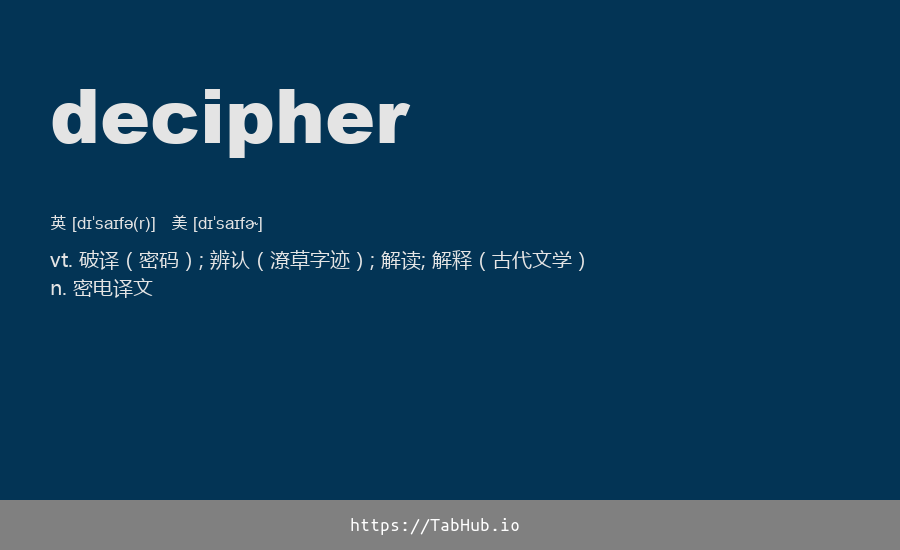 decipher
英 [dɪˈsaɪfə(r)] 美 [dɪˈsaɪfɚ]
vt. 破译 ( 密码 ) ; 辨认 ( 潦草字迹 ) ; 解读; 解释 ( 古代文学 )
n. 密电译文
https://TabHub.io